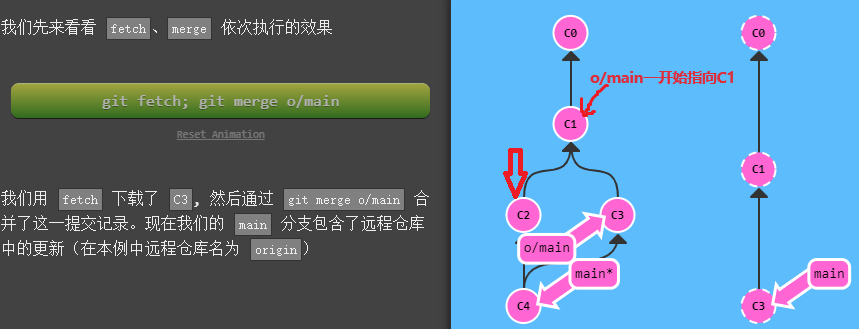 我们先来看看 fetch、merge 依次执行的效果
git fetch; git merge o/main
Reset Animation
我们用 fetch 下载了 C3, 然后通过 git merge o/main 合
并了这一提交记录。现在我们的 main 分支包含了远程仓库
中的更新（在本例中远程仓库名为 origin）
C0
o/main一开始指向C1
C1
C2
C3
o/main
main*
C4
C0
C1
main
C3